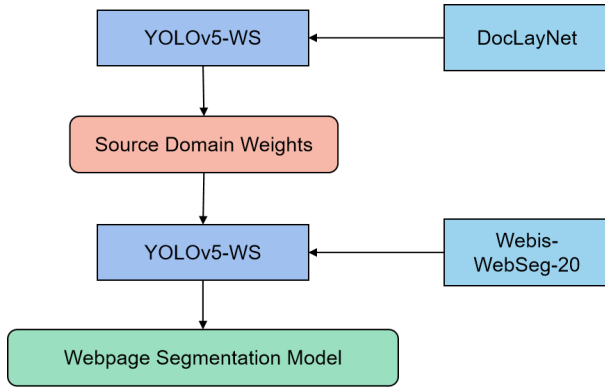 YOLOv5-WS
DocLayNet
Source Domain Weights
YOLOv5-WS
Webis-
WebSeg-20
Webpage Segmentation Model